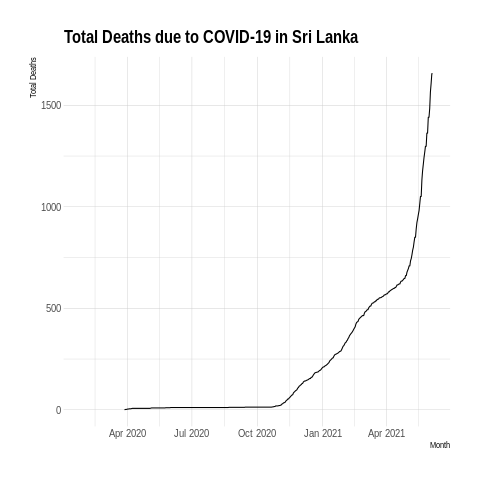 Total Deaths due to COVID-19 in Sri Lanka
Total Deaths
1500
1000
500
0
Apr 2020 Jul 2020 Oct 2020 Jan 2021 Apr 2021
Month